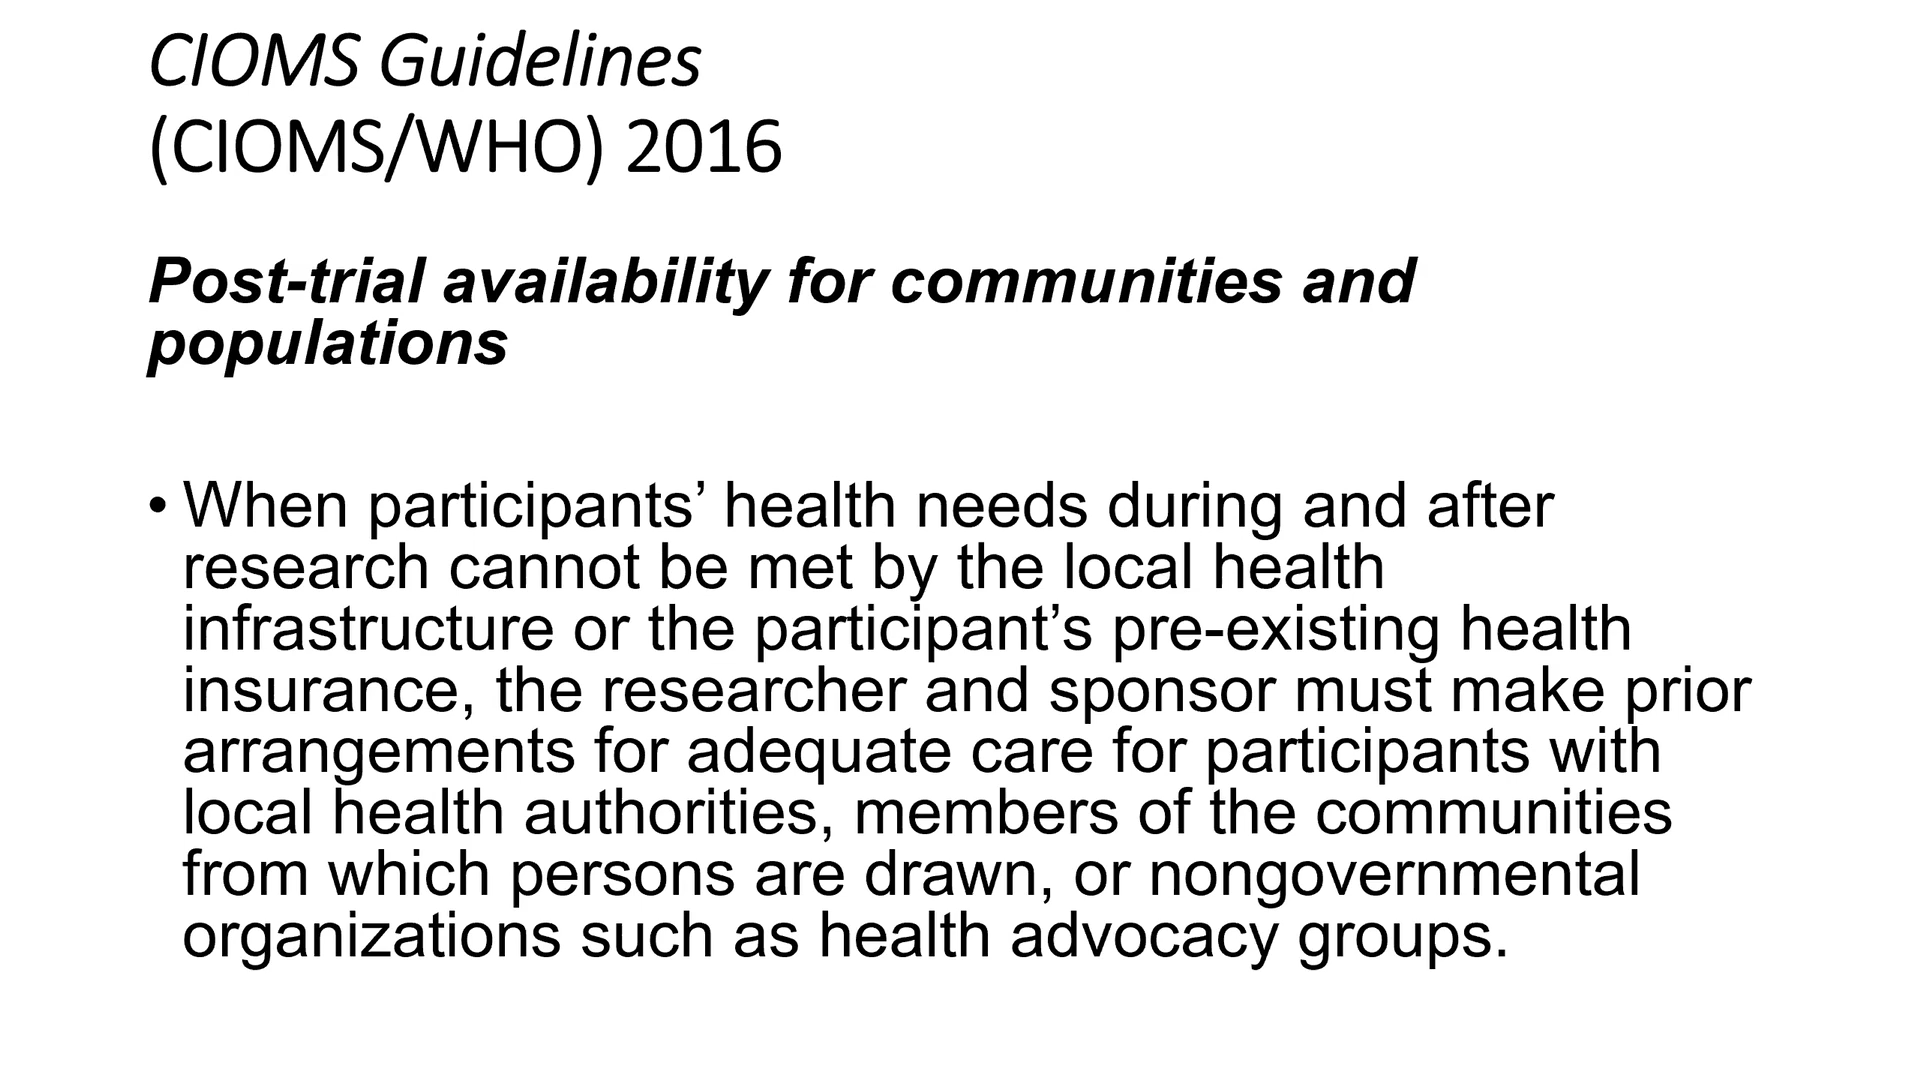 CIOMS Guidelines
(CIOMS/WHO) 2016
Post-trial availability for communities and
populations
• When participants’ health needs during and after
research cannot be met by the local health
infrastructure or the participant’s pre-existing health
insurance, the researcher and sponsor must make prior
arrangements for adequate care for participants with
local health authorities, members of the communities
from which persons are drawn, or nongovernmental
organizations such as health advocacy groups.